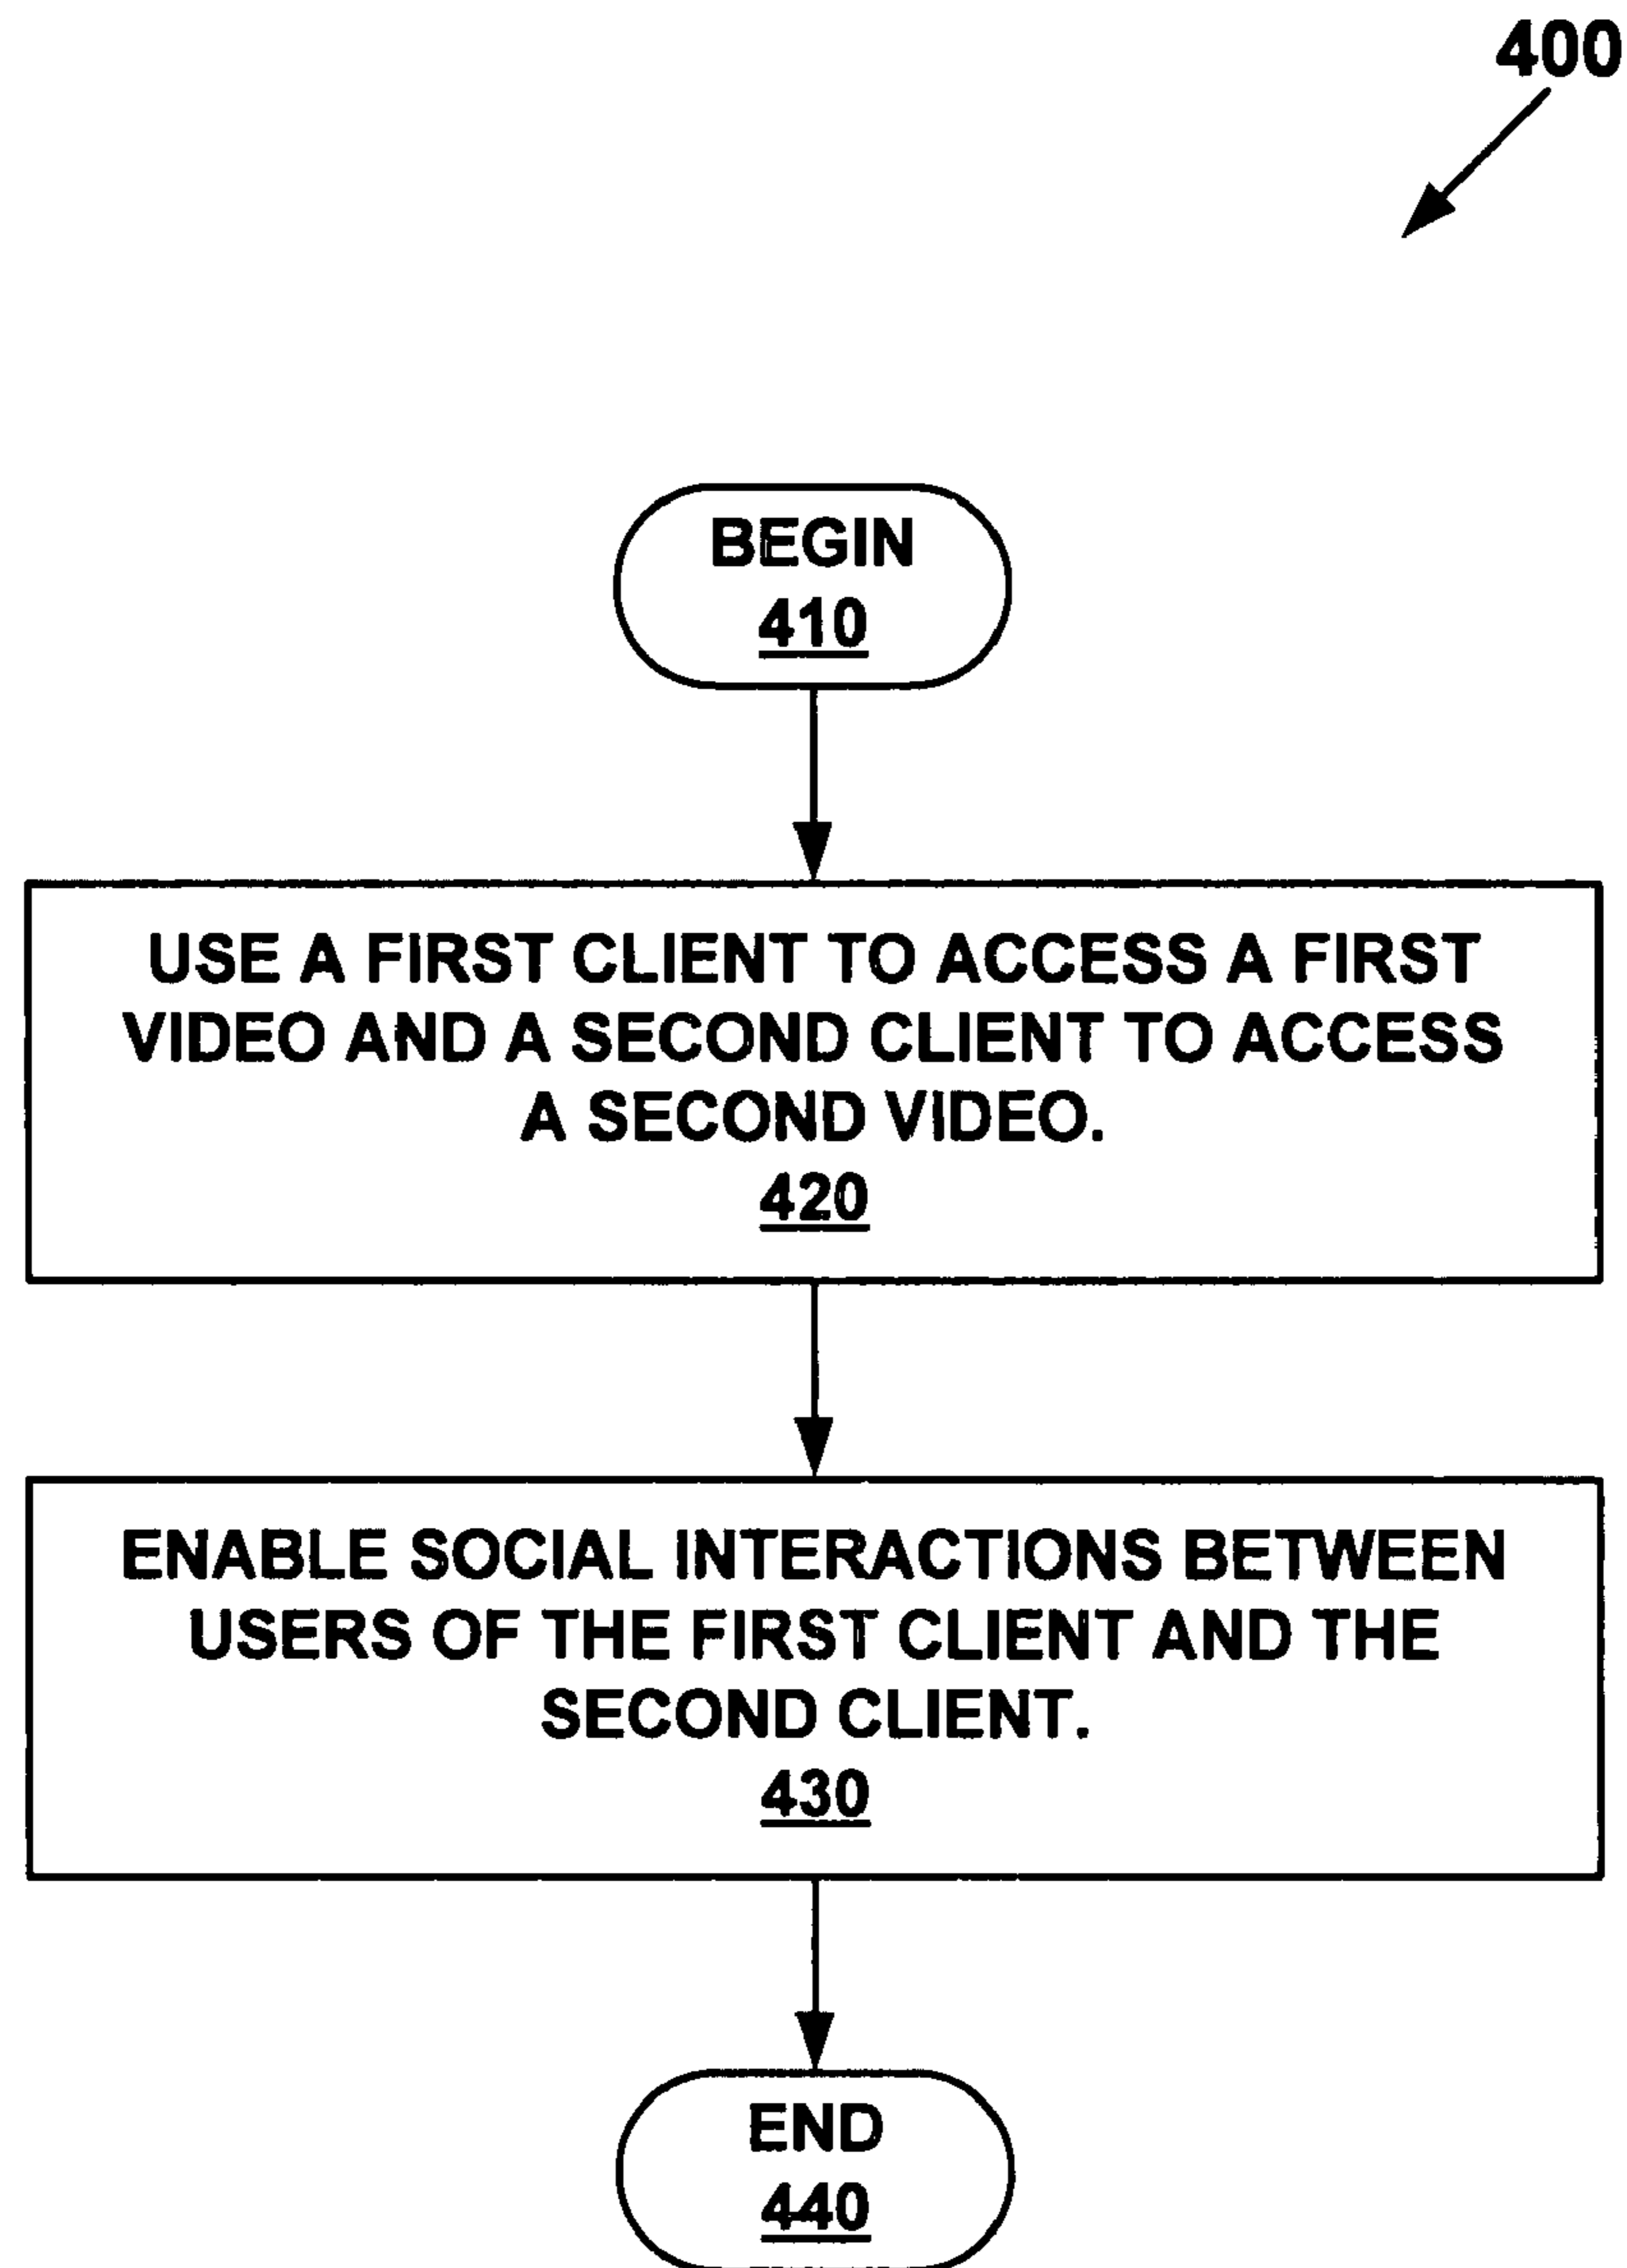 400
BEGIN
410
USE A FIRST CLIENT TO ACCESS A FIRST
VIDEO AND A SECOND CLIENT TO ACCESS
A SECOND VIDEO.
420
ENABLE SOCIAL INTERACTIONS BETWEEN
USERS OF THE FIRST CLIENT AND THE
SECOND CLIENT.
430
END
440